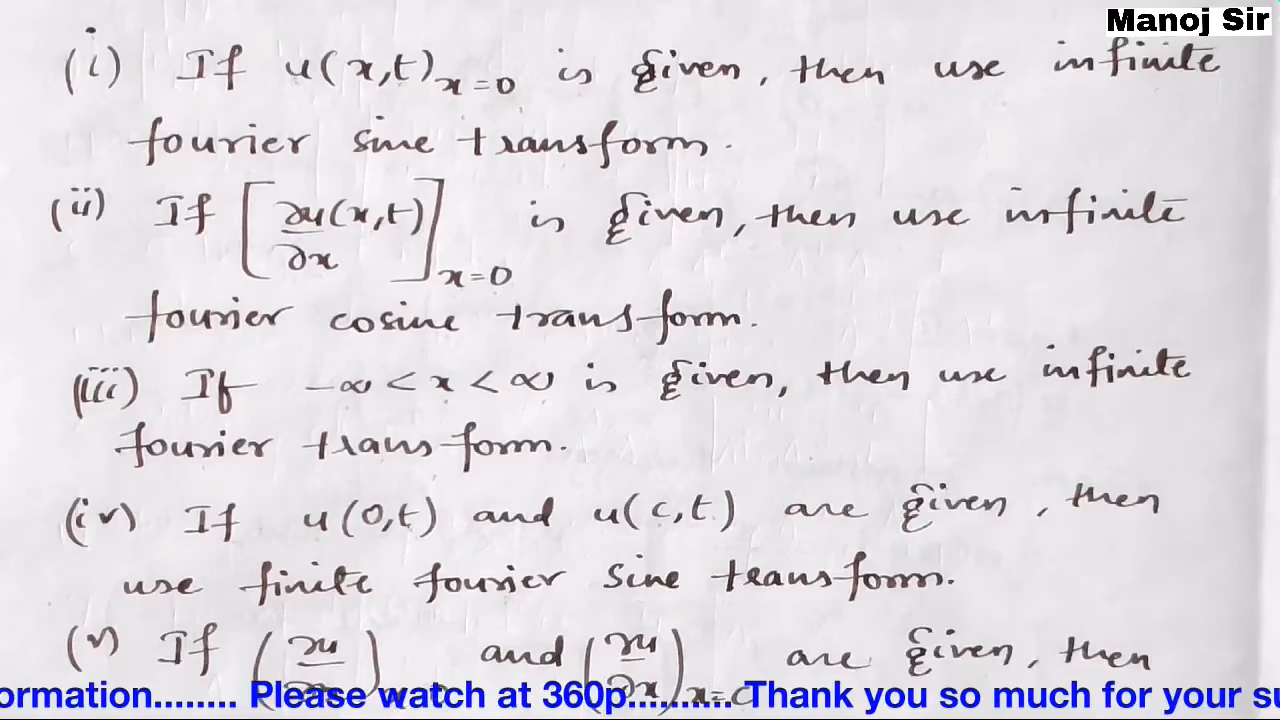 Manoj Sir
(i) If u(x,t)x=0 is given, then use infinite
fourier sine transform.
(ii) If [∂u(x,t)/∂x]x=0 is given, then use infinite
fourier cosine transform.
(iii) If -∞ < x < ∞ is given, then use infinite
fourier transform.
(iv) If u(0,t) and u(c,t) are given, then
use finite fourier sine transform.
(v) If (∂u/∂x) and (∂u/∂x)x=c are given, then
ormation........ Please watch at 360p.......... Thank you so much for your s